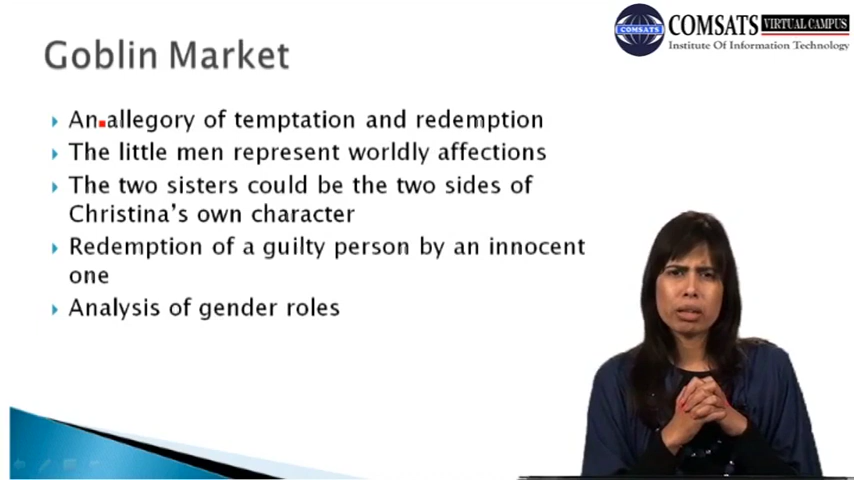 COMSATS VIRTUAL CAMPUS
COMSATS
Institute Of Information Technology
Goblin Market
An allegory of temptation and redemption
The little men represent worldly affections
The two sisters could be the two sides of
Christina's own character
Redemption of a guilty person by an innocent
one
Analysis of gender roles